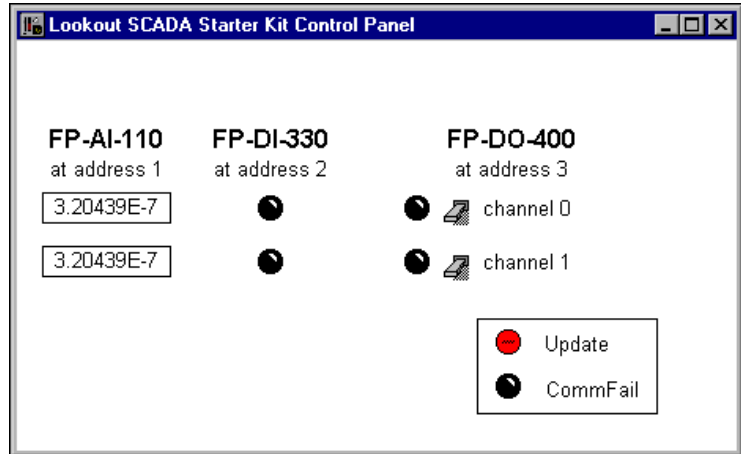 Lookout SCADA Starter Kit Control Panel
FP-AI-110 FP-DI-330 FP-DO-400
at address 1 at address 2 at address 3
3.20439E-7 channel 0
3.20439E-7 channel 1
Update
CommFail